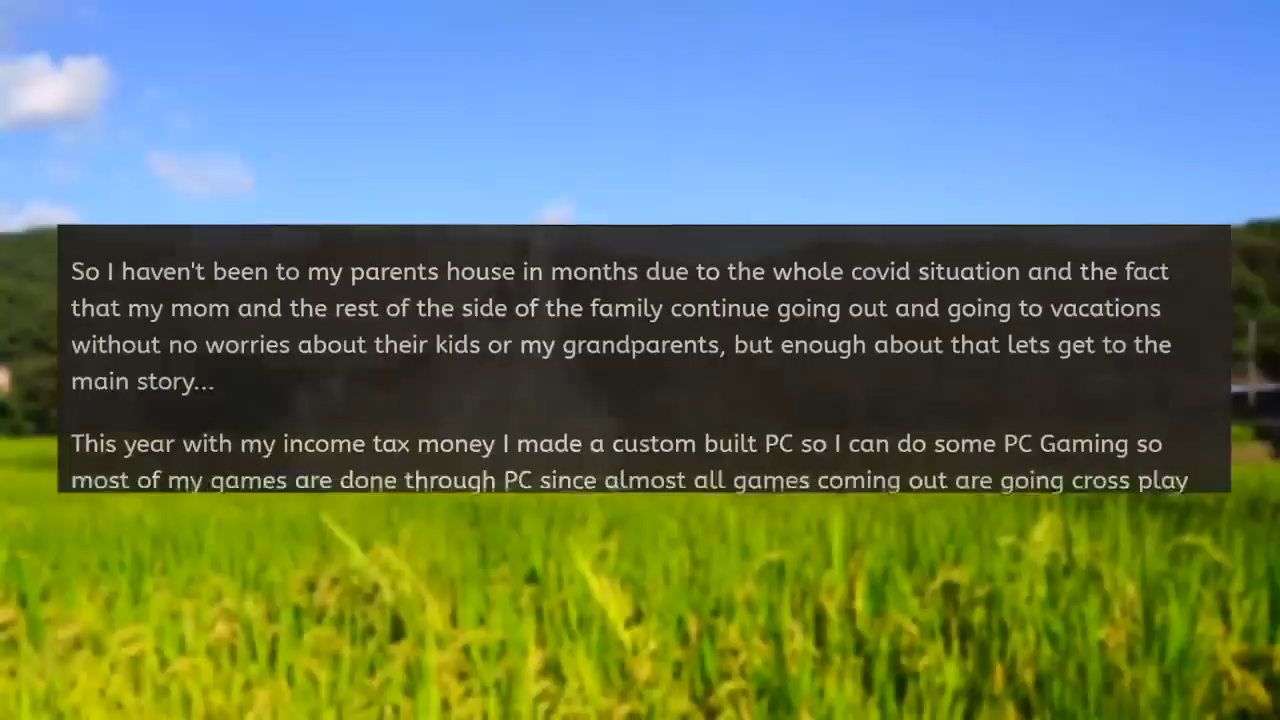 So I haven't been to my parents house in months due to the whole covid situation and the fact
that my mom and the rest of the side of the family continue going out and going to vacations
without no worries about their kids or my grandparents, but enough about that lets get to the
main story...
This year with my income tax money I made a custom built PC so I can do some PC Gaming so
most of my games are done through PC since almost all games coming out are going cross play